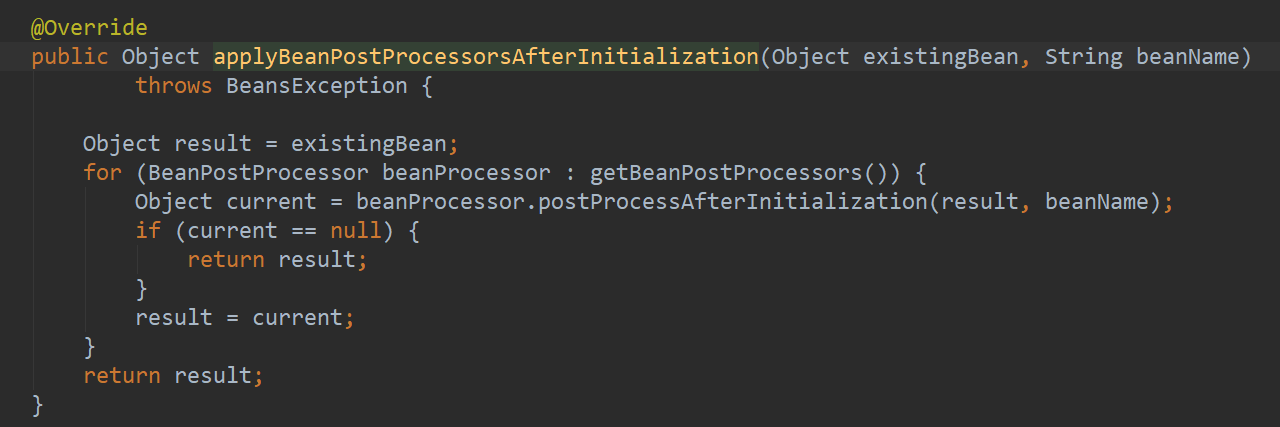 @Override
public Object applyBeanPostProcessorsAfterInitialization(Object existingBean, String beanName)
        throws BeansException {

    Object result = existingBean;
    for (BeanPostProcessor beanProcessor : getBeanPostProcessors()) {
        Object current = beanProcessor.postProcessAfterInitialization(result, beanName);
        if (current == null) {
            return result;
        }
        result = current;
    }
    return result;
}